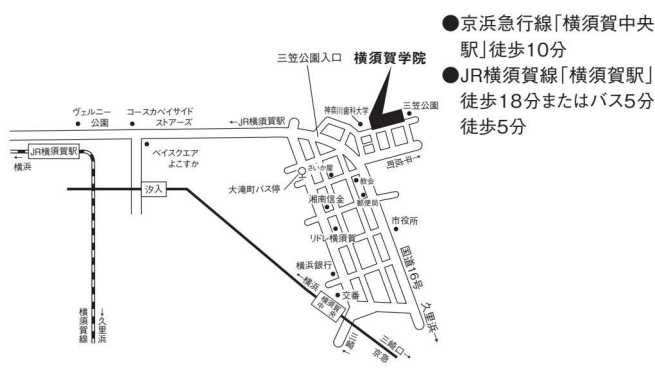 ●京浜急行線「横須賀中央
駅」徒歩10分
●JR横須賀線「横須賀駅」
徒歩18分またはバス5分
徒歩5分
三笠公園入口
横須賀学院
神奈川歯科大学
三笠公園
ヴェルニー
公園
コースカベイサイド
ストアーズ
←JR横須賀駅
ベイスクエア
よこすか
JR横須賀駅
←
横浜
汐入
大滝町バス停
さいか屋
平成町→
教会
湘南信金
郵便局
市役所
リドレ横須賀
国道16号
横浜銀行
←横浜
久里浜→
交番
横須賀
中央
三崎→
三崎口→
京急
横須賀線
→久里浜